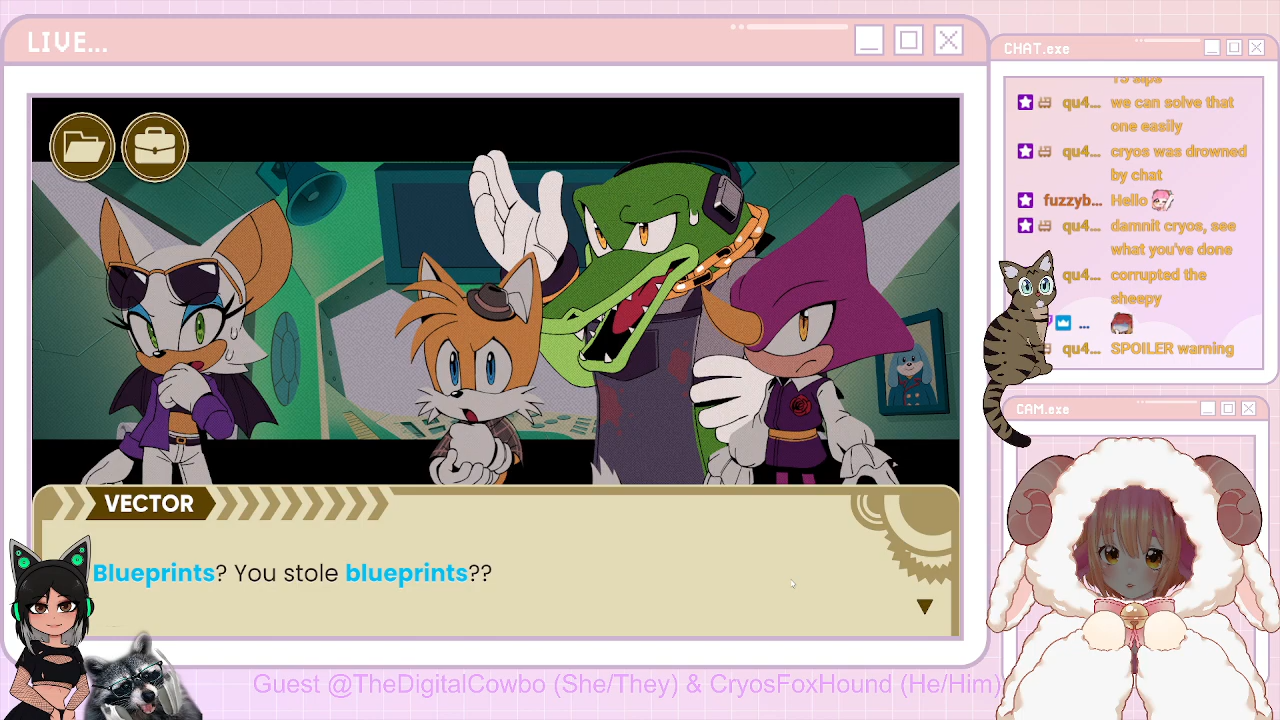 LIVE...
VECTOR
Blueprints? You stole blueprints??
Guest @TheDigitalCowbo (She/They) & CryosFoxHound (He/Him)
CHAT.exe
qu4... we can solve that
one easily
qu4... cryos was drowned
by chat
fuzzyb... Hello
qu4... damnit cryos, see
what you've done
qu4... corrupted the
sheepy
...
qu4... SPOILER warning
CAM.exe